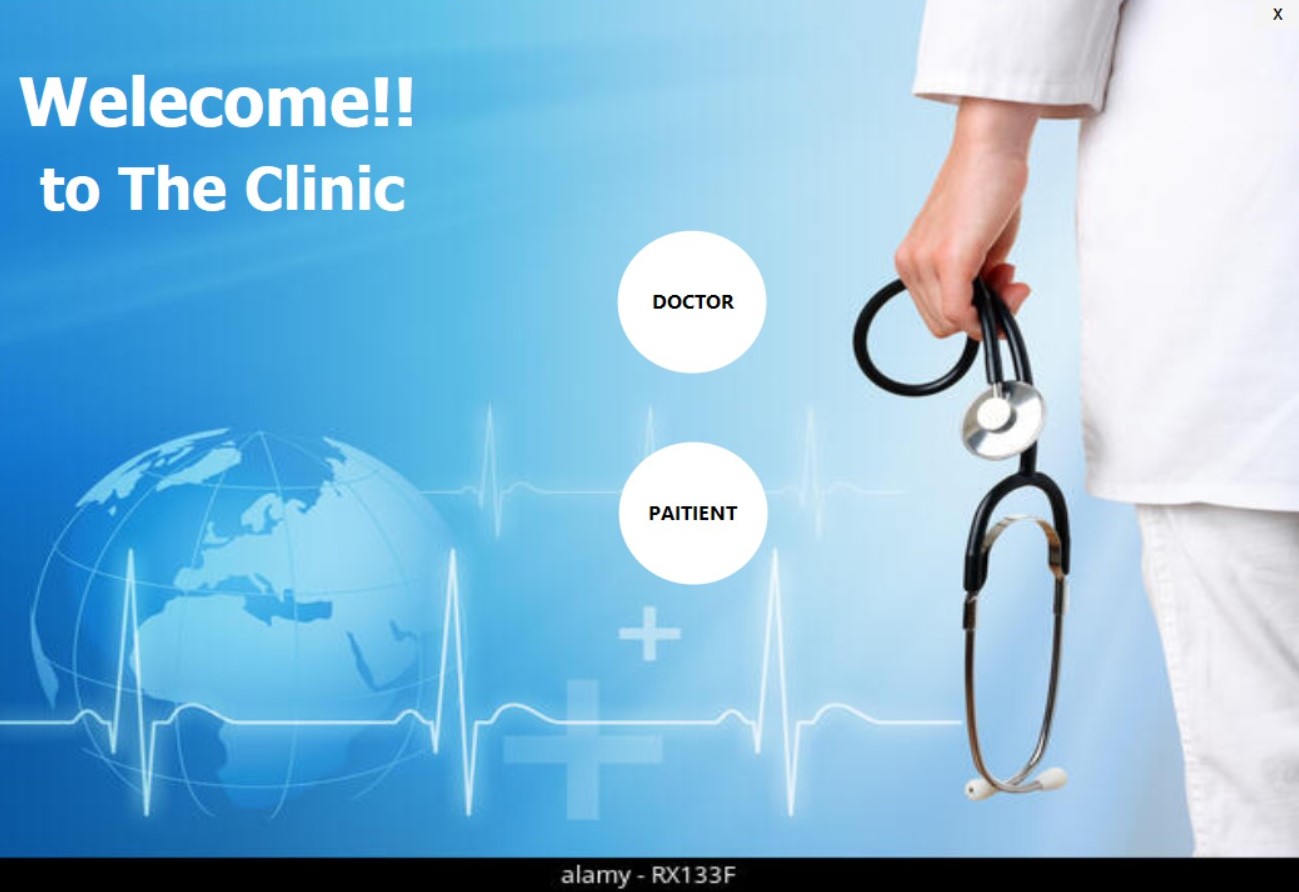 X
Welecome!!
to The Clinic
DOCTOR
PAITIENT
alamy - RX133F